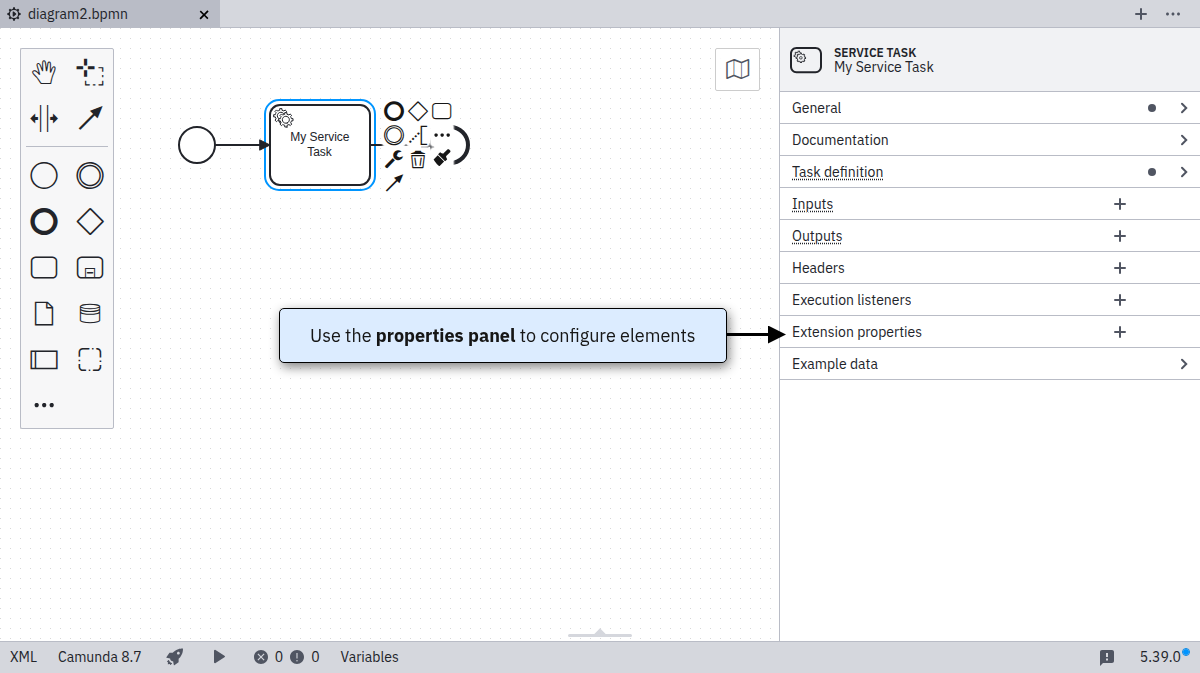 diagram2.bpmn
My Service
Task
SERVICE TASK
My Service Task
General
Documentation
Task definition
Inputs
Outputs
Headers
Execution listeners
Extension properties
Example data
Use the properties panel to configure elements
XML Camunda 8.7 0 0 Variables 5.39.0